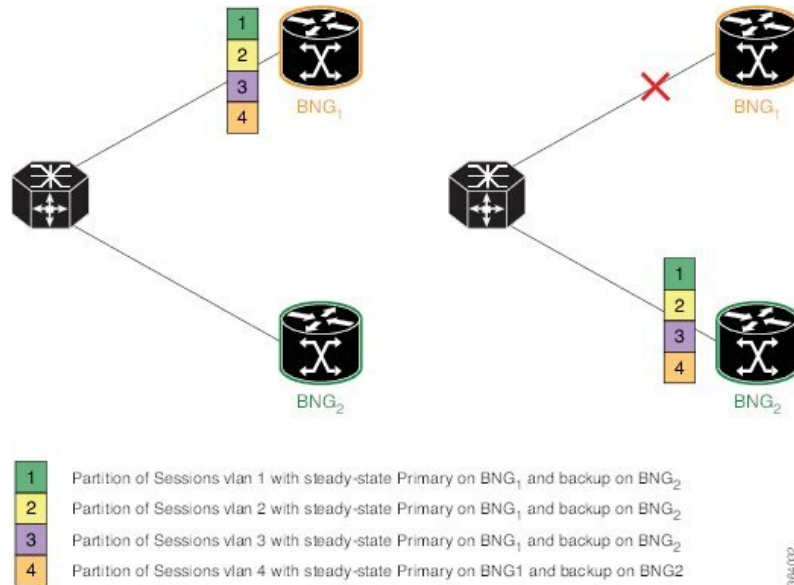 1
2
3
4
BNG1
BNG2
BNG1
1
2
3
4
BNG2
1 Partition of Sessions vlan 1 with steady-state Primary on BNG1 and backup on BNG2
2 Partition of Sessions vlan 2 with steady-state Primary on BNG1 and backup on BNG2
3 Partition of Sessions vlan 3 with steady-state Primary on BNG1 and backup on BNG2
4 Partition of Sessions vlan 4 with steady-state Primary on BNG1 and backup on BNG2